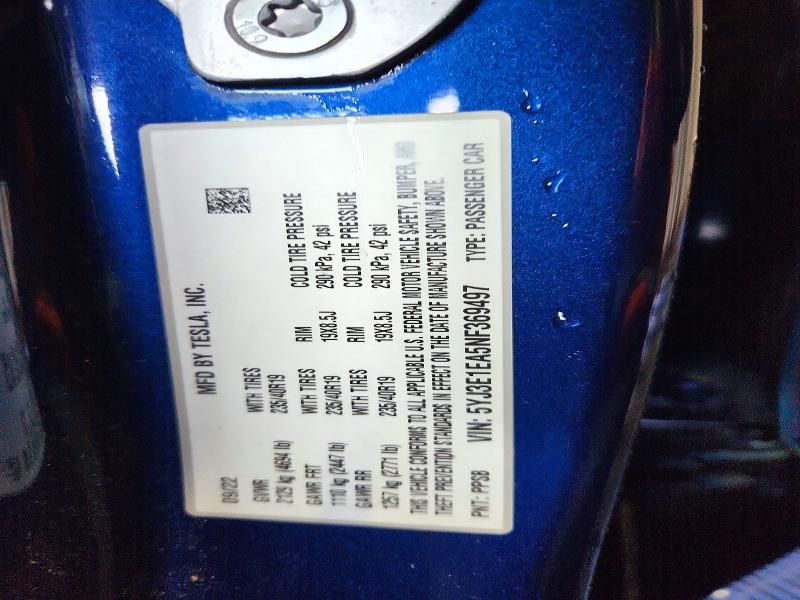 MFD BY TESLA, INC.
09/22
GVWR WITH TIRES RIM COLD TIRE PRESSURE
2129 kg (4694 lb) 235/40R19 19X8.5J 290 kPa, 42 psi
GAWR FRT WITH TIRES RIM COLD TIRE PRESSURE
1110 kg (2447 lb) 235/40R19 19X8.5J 290 kPa, 42 psi
GAWR RR
1257 kg (2771 lb) 235/40R19
THIS VEHICLE CONFORMS TO ALL APPLICABLE U.S. FEDERAL MOTOR VEHICLE SAFETY, BUMPER, AND
THEFT PREVENTION STANDARDS IN EFFECT ON THE DATE OF MANUFACTURE SHOWN ABOVE.
PNT: PPSB VIN: 5YJ3E1EA5NF369497 TYPE: PASSENGER CAR